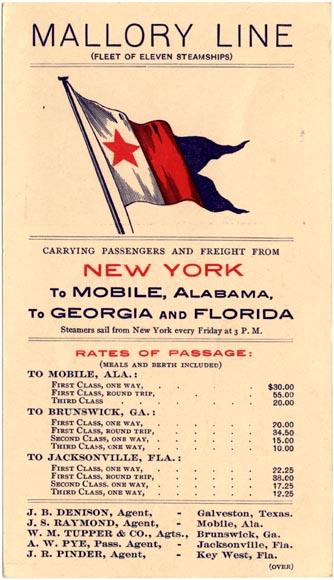 MALLORY LINE
(FLEET OF ELEVEN STEAMSHIPS)
CARRYING PASSENGERS AND FREIGHT FROM
NEW YORK
TO MOBILE, ALABAMA,
TO GEORGIA AND FLORIDA
Steamers sail from New York every Friday at 3 P. M.
RATES OF PASSAGE:
(MEALS AND BERTH INCLUDED)
TO MOBILE, ALA.:
FIRST CLASS, ONE WAY, . . . . . . $30.00
FIRST CLASS, ROUND TRIP, . . . . . 55.00
THIRD CLASS . . . . . . . 20.00
TO BRUNSWICK, GA.:
FIRST CLASS, ONE WAY, . . . . . . 20.00
FIRST CLASS, ROUND TRIP, . . . . . 34.50
SECOND CLASS, ONE WAY, . . . . . 15.00
THIRD CLASS, ONE WAY, . . . . . 10.00
TO JACKSONVILLE, FLA.:
FIRST CLASS, ONE WAY, . . . . . . 22.25
FIRST CLASS, ROUND TRIP, . . . . . 38.00
SECOND CLASS, ONE WAY, . . . . . 17.25
THIRD CLASS, ONE WAY, . . . . . 12.25
J. B. DENISON, Agent, - Galveston, Texas.
J. S. RAYMOND, Agent, - Mobile, Ala.
W. M. TUPPER & CO., Agts., Brunswick, Ga.
A. W. PYE, Pass. Agent, - Jacksonville, Fla.
J. R. PINDER, Agent, - Key West, Fla.
(OVER)